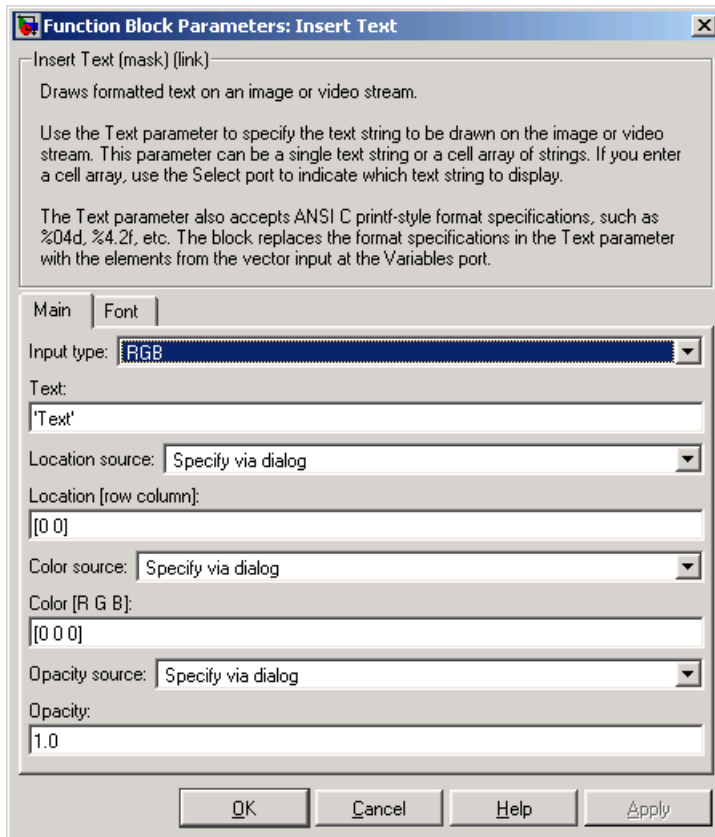 Function Block Parameters: Insert Text
Insert Text (mask) (link)
Draws formatted text on an image or video stream.
Use the Text parameter to specify the text string to be drawn on the image or video
stream. This parameter can be a single text string or a cell array of strings. If you enter
a cell array, use the Select port to indicate which text string to display.
The Text parameter also accepts ANSI C printf-style format specifications, such as
%04d, %4.2f, etc. The block replaces the format specifications in the Text parameter
with the elements from the vector input at the Variables port.
Main Font
Input type: RGB
Text:
'Text'
Location source: Specify via dialog
Location [row column]:
[0 0]
Color source: Specify via dialog
Color [R G B]:
[0 0 0]
Opacity source: Specify via dialog
Opacity:
1.0
OK Cancel Help Apply